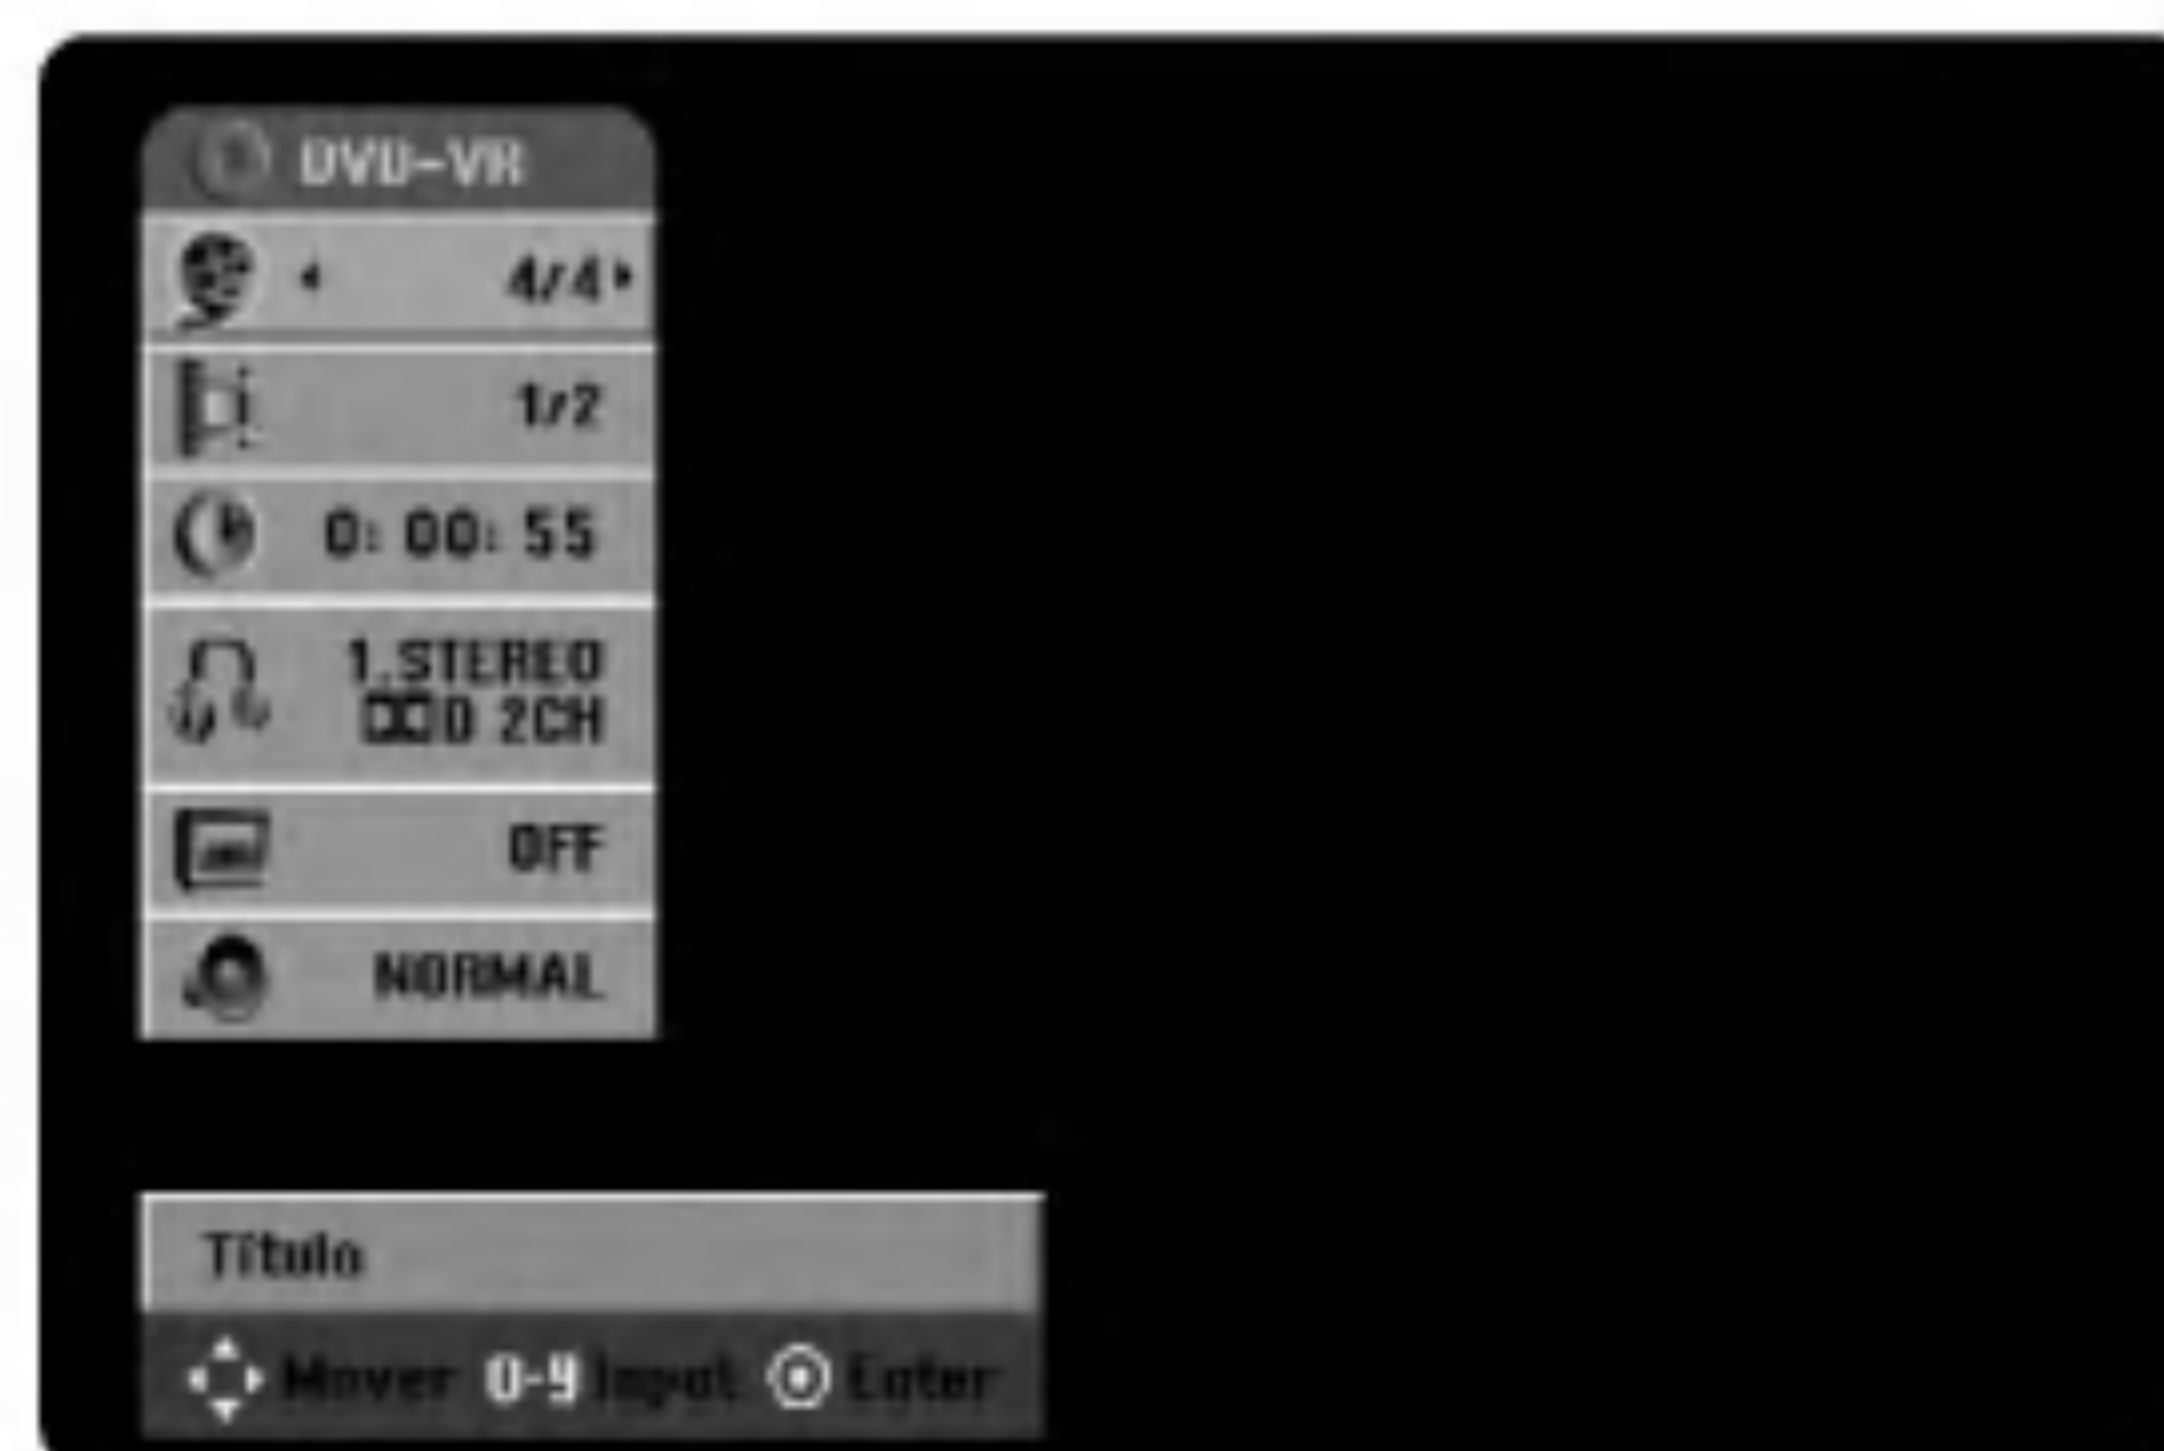 DVD-VR
4/4
1/2
0: 00: 55
1.STEREO
D 2CH
OFF
NORMAL
Título
Mover 0-9 Input Enter